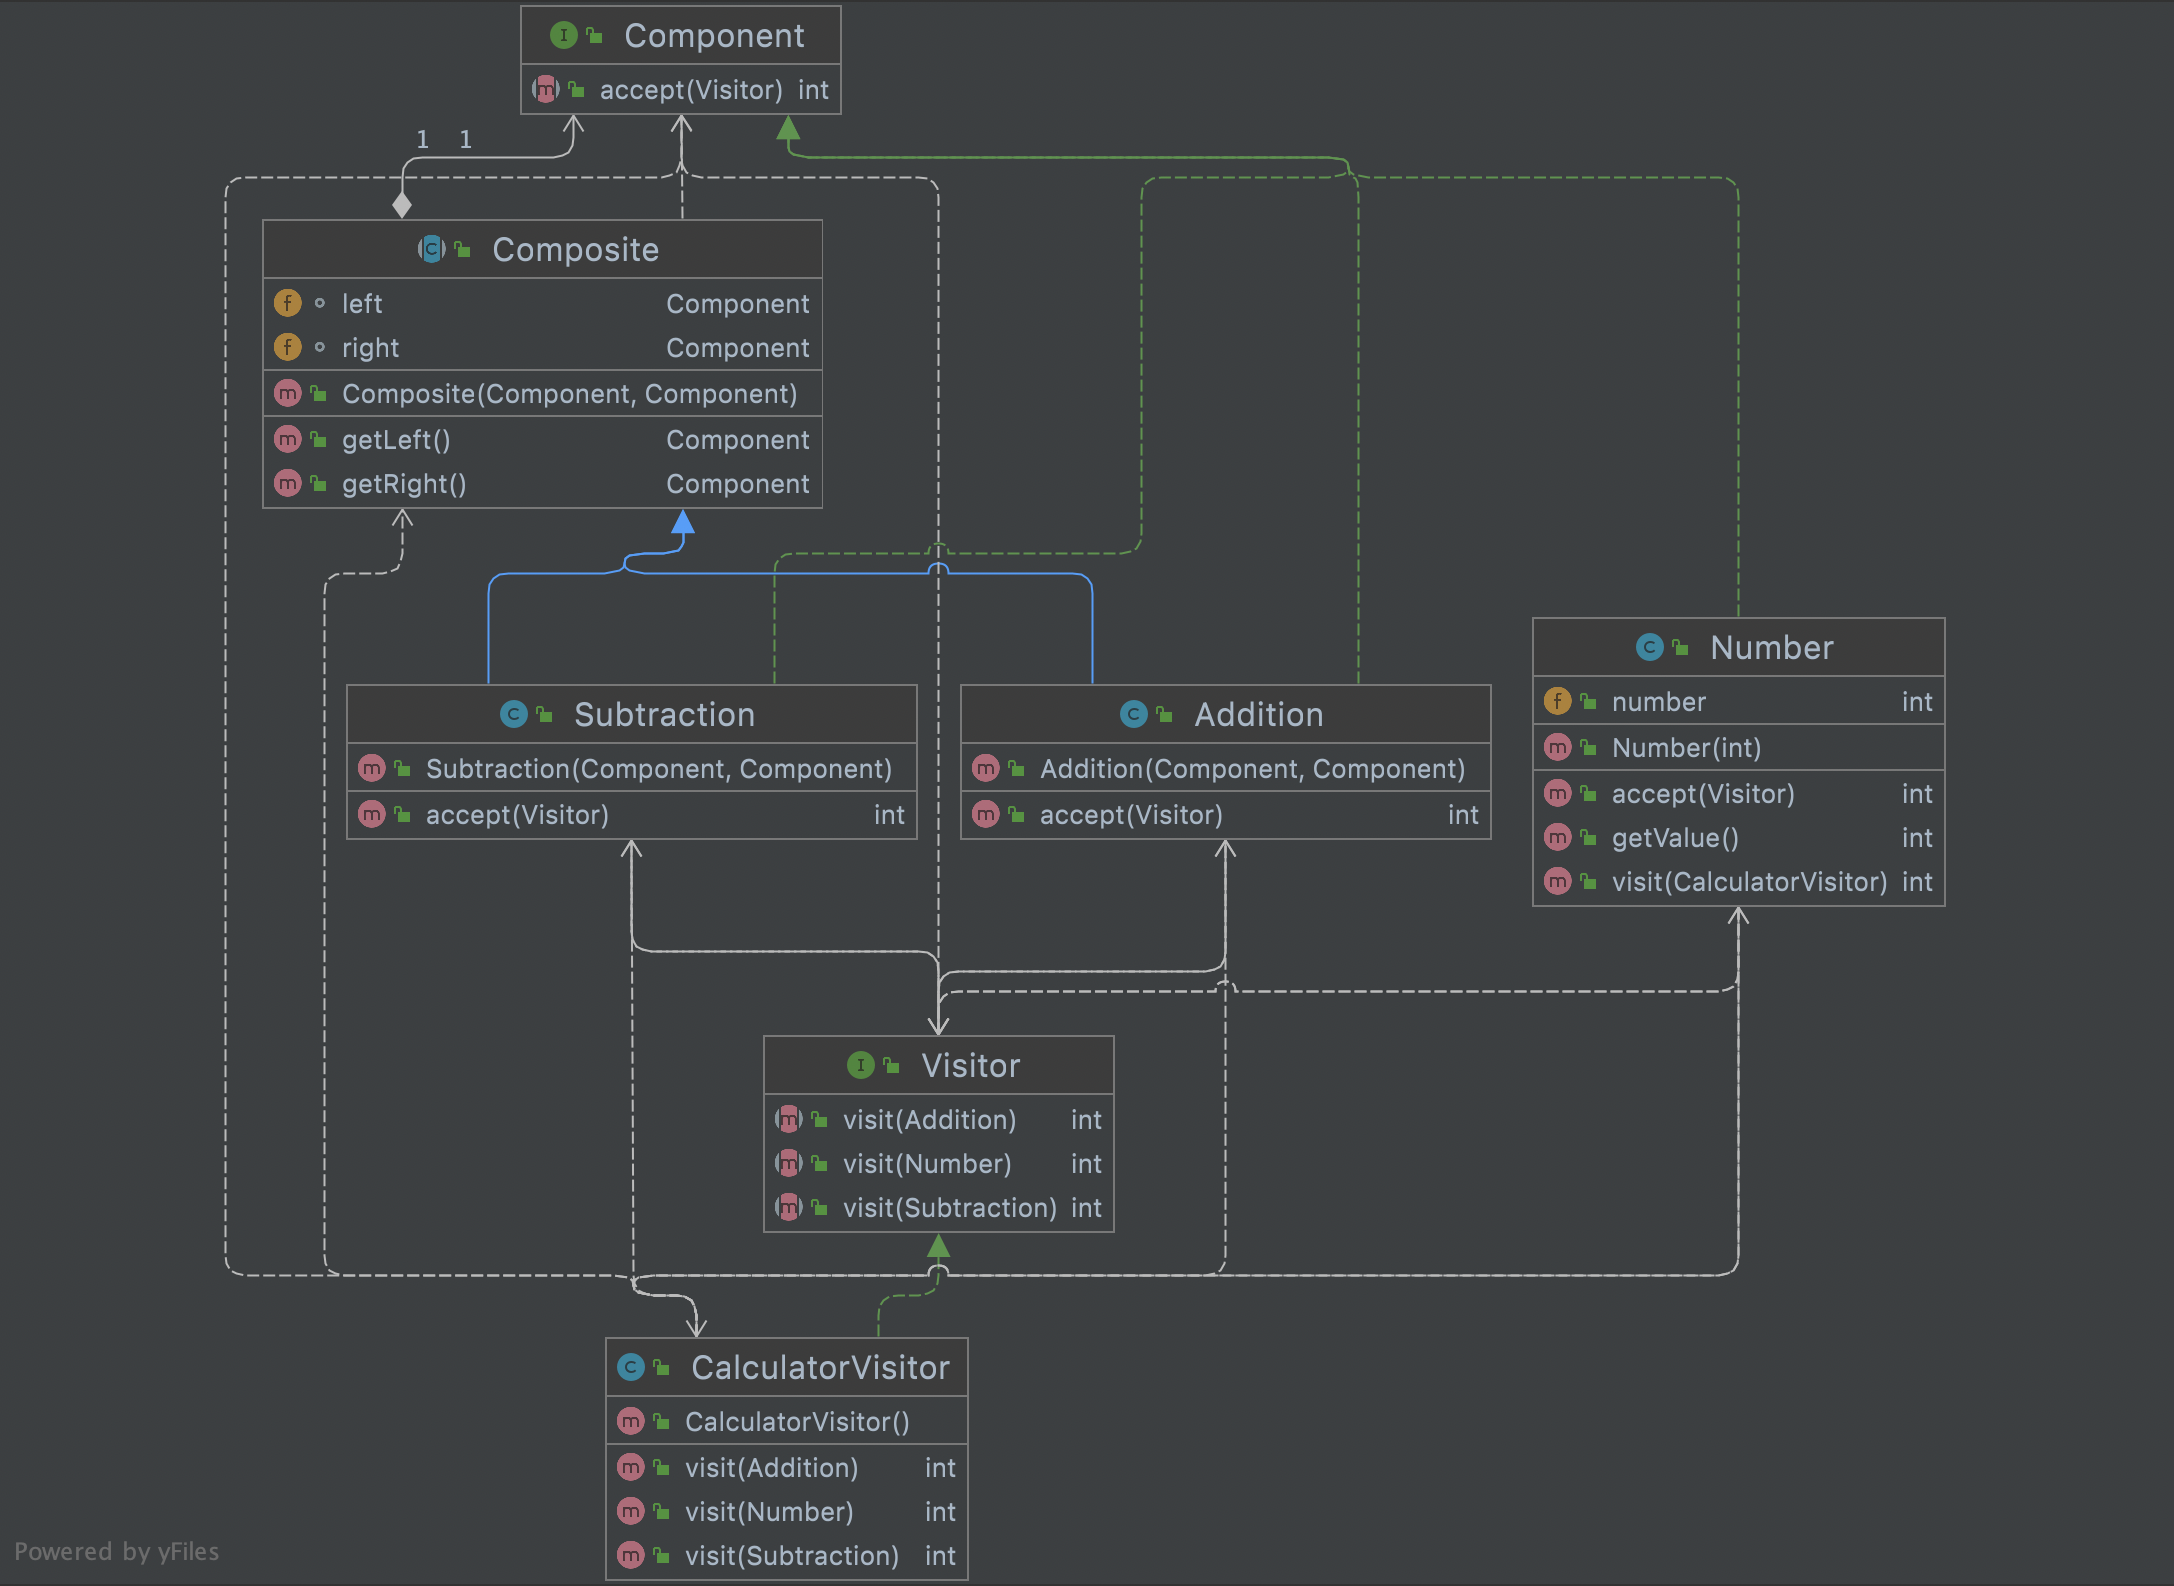 Component
accept(Visitor) int
1 1
Composite
left Component
right Component
Composite(Component, Component)
getLeft() Component
getRight() Component
Subtraction
Subtraction(Component, Component)
accept(Visitor) int
Addition
Addition(Component, Component)
accept(Visitor) int
Number
number int
Number(int)
accept(Visitor) int
getValue() int
visit(CalculatorVisitor) int
Visitor
visit(Addition) int
visit(Number) int
visit(Subtraction) int
CalculatorVisitor
CalculatorVisitor()
visit(Addition) int
visit(Number) int
visit(Subtraction) int
Powered by yFiles